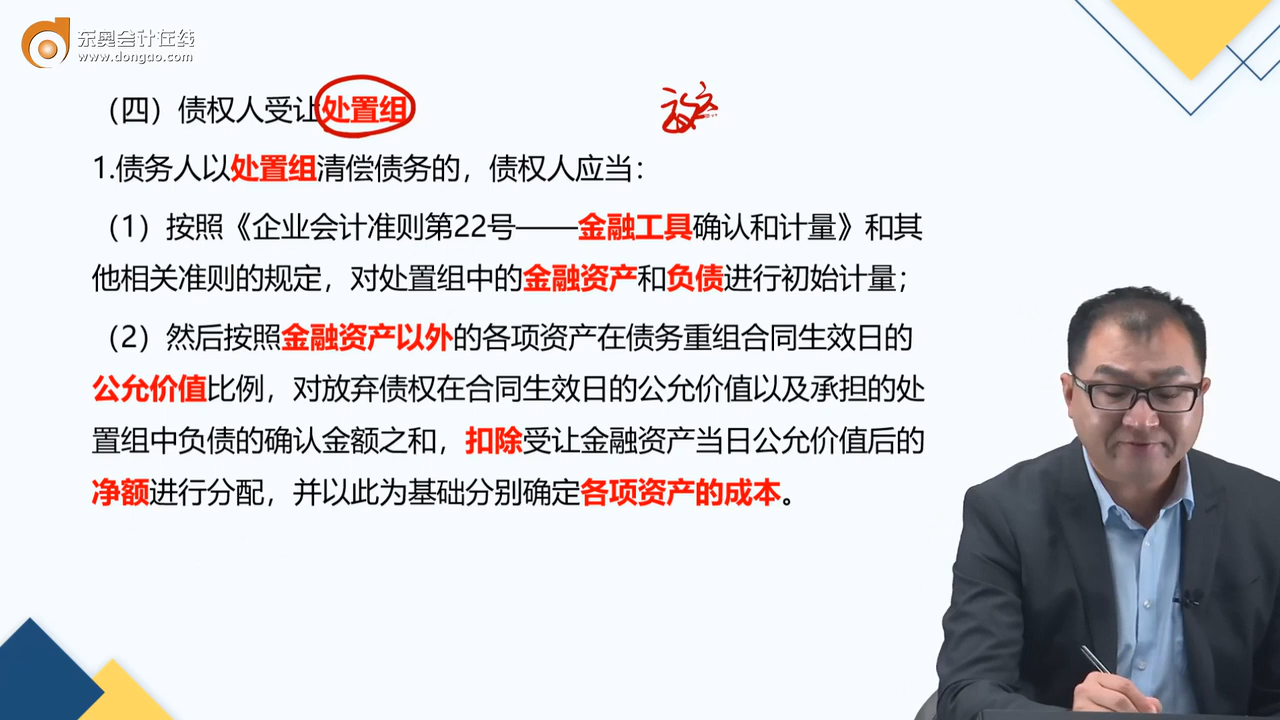 东奥会计在线
www.dongao.com
（四）债权人受让处置组
1.债务人以处置组清偿债务的，债权人应当：
（1）按照《企业会计准则第22号——金融工具确认和计量》和其
他相关准则的规定，对处置组中的金融资产和负债进行初始计量；
（2）然后按照金融资产以外的各项资产在债务重组合同生效日的
公允价值比例，对放弃债权在合同生效日的公允价值以及承担的处
置组中负债的确认金额之和，扣除受让金融资产当日公允价值后的
净额进行分配，并以此为基础分别确定各项资产的成本。